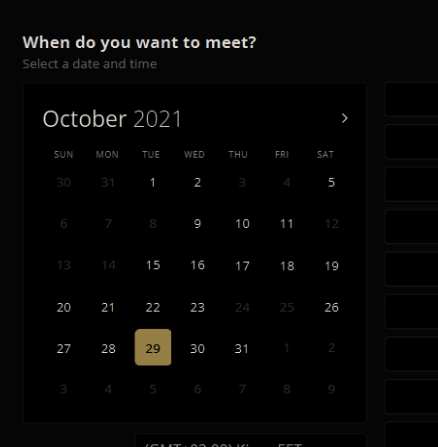 When do you want to meet?
Select a date and time
October 2021
SUN MON TUE WED THU FRI SAT
30 31 1 2 3 4 5
6 7 8 9 10 11 12
13 14 15 16 17 18 19
20 21 22 23 24 25 26
27 28 29 30 31 1 2
3 4 5 6 7 8 9